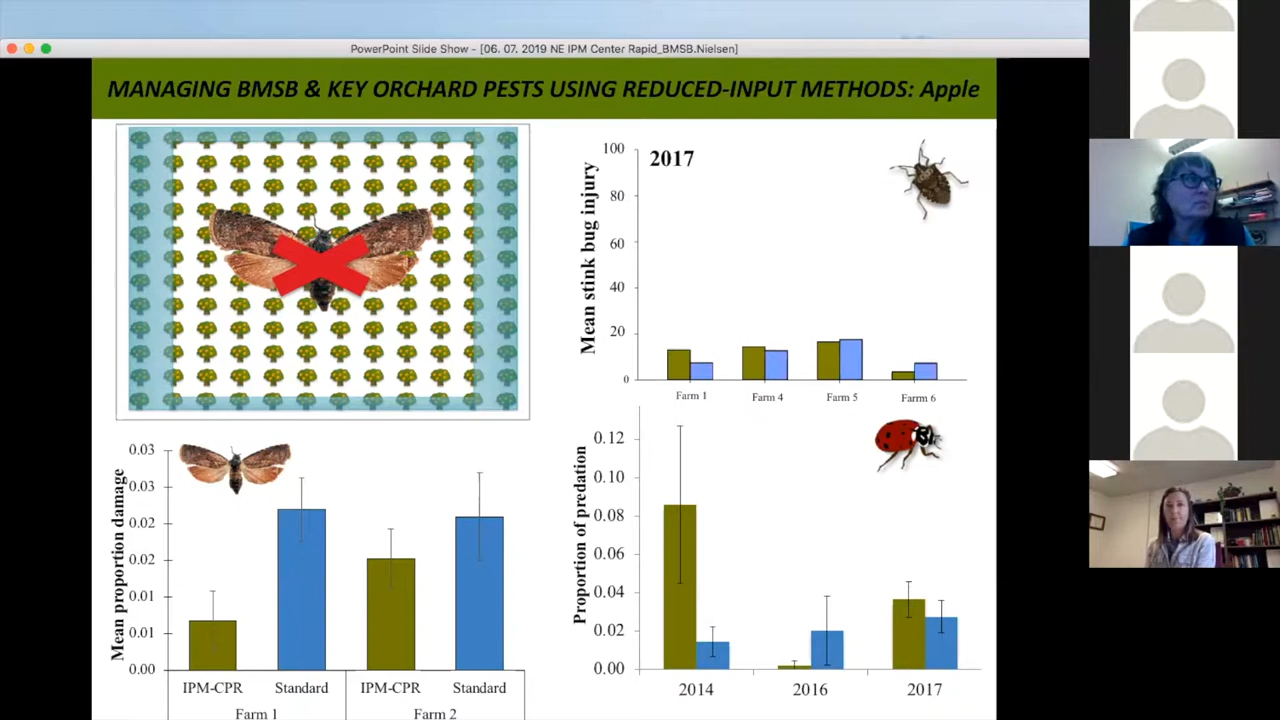 PowerPoint Slide Show - [06. 07. 2019 NE IPM Center Rapid_BMSB.Nielsen]
MANAGING BMSB & KEY ORCHARD PESTS USING REDUCED-INPUT METHODS: Apple
Mean stink bug injury
100
80
60
40
20
0
2017
Farm 1
Farm 4
Farm 5
Farrm 6
Mean proportion damage
0.03
0.03
0.02
0.02
0.01
0.01
0.00
IPM-CPR
Standard
IPM-CPR
Standard
Farm 1
Farm 2
Proportion of predation
0.12
0.10
0.08
0.06
0.04
0.02
0.00
2014
2016
2017